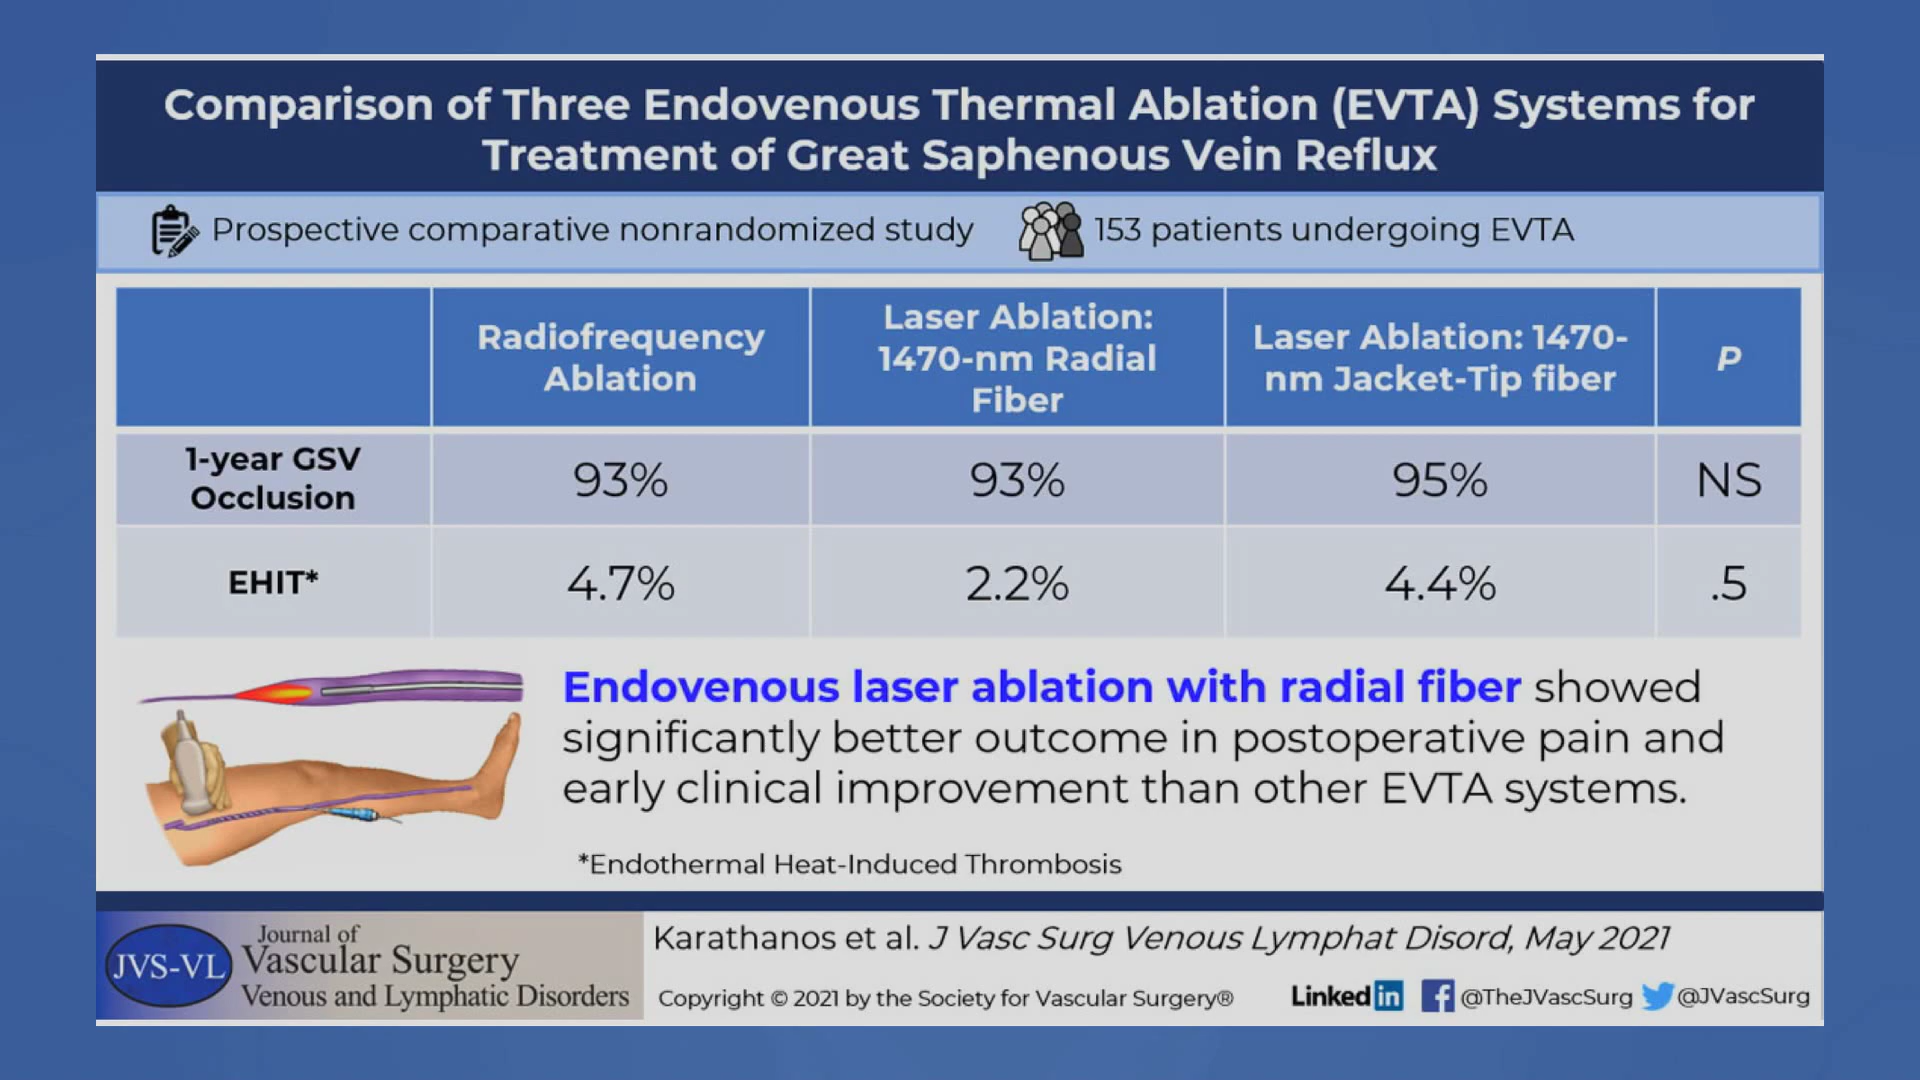 Comparison of Three Endovenous Thermal Ablation (EVTA) Systems for
Treatment of Great Saphenous Vein Reflux
Prospective comparative nonrandomized study
153 patients undergoing EVTA
Radiofrequency
Ablation
Laser Ablation:
1470-nm Radial
Fiber
Laser Ablation: 1470-
nm Jacket-Tip fiber
P
1-year GSV
Occlusion
93%
93%
95%
NS
EHIT*
4.7%
2.2%
4.4%
.5
Endovenous laser ablation with radial fiber showed
significantly better outcome in postoperative pain and
early clinical improvement than other EVTA systems.
*Endothermal Heat-Induced Thrombosis
JVS-VL
Journal of
Vascular Surgery
Venous and Lymphatic Disorders
Karathanos et al. J Vasc Surg Venous Lymphat Disord, May 2021
Copyright © 2021 by the Society for Vascular Surgery®
Linked in
f @TheJVascSurg
@JVascSurg